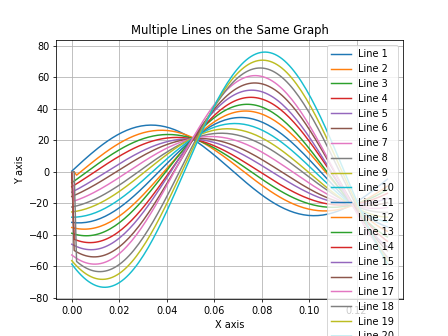 Multiple Lines on the Same Graph
Y axis
80
60
40
20
0
−20
−40
−60
−80
0.00
0.02
0.04
0.06
0.08
0.10
X axis
Line 1
Line 2
Line 3
Line 4
Line 5
Line 6
Line 7
Line 8
Line 9
Line 10
Line 11
Line 12
Line 13
Line 14
Line 15
Line 16
Line 17
Line 18
Line 19
Line 20